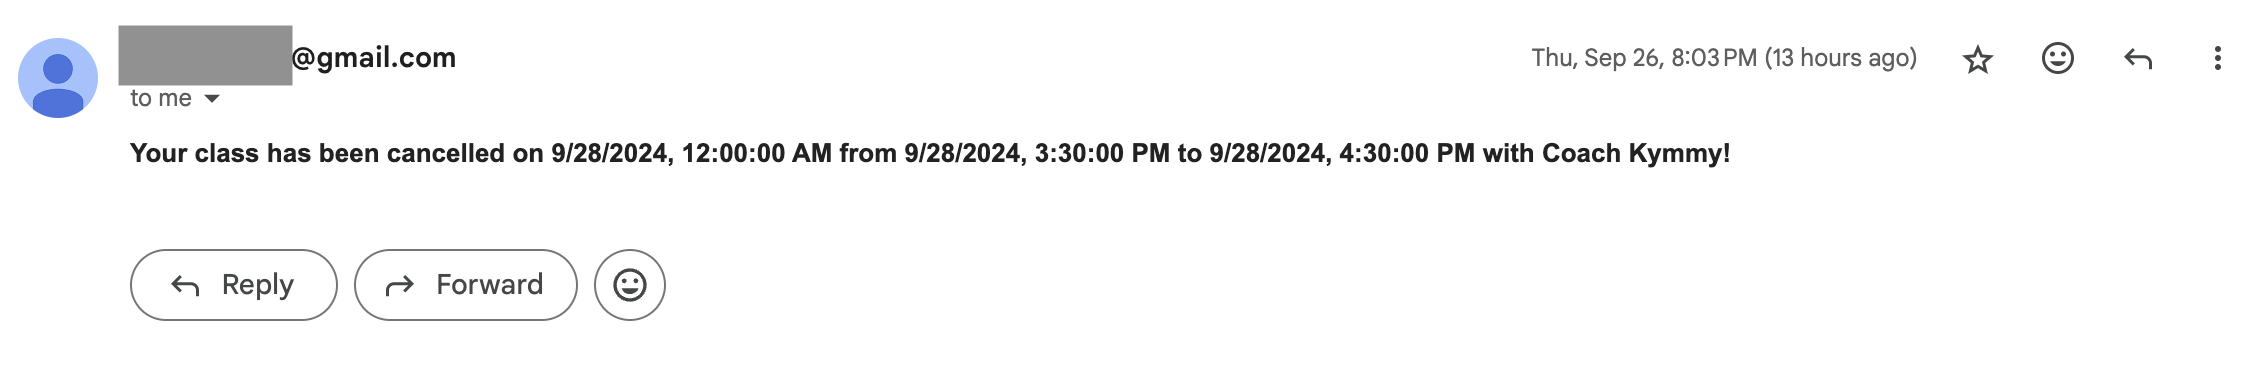 @gmail.com
Thu, Sep 26, 8:03 PM (13 hours ago)
to me
Your class has been cancelled on 9/28/2024, 12:00:00 AM from 9/28/2024, 3:30:00 PM to 9/28/2024, 4:30:00 PM with Coach Kymmy!
Reply
Forward